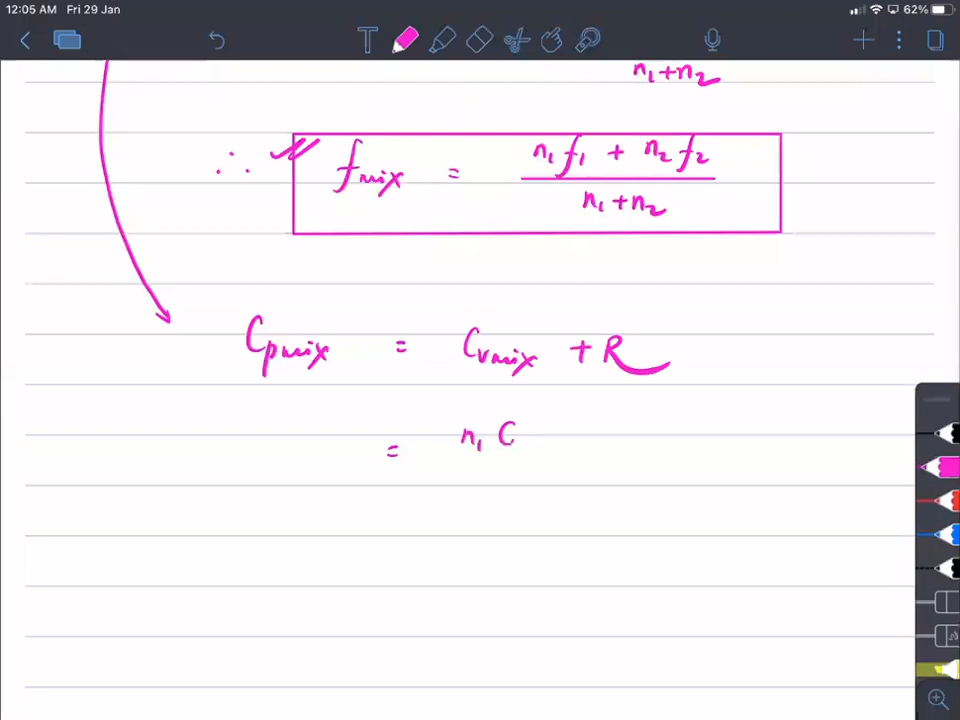 12:05 AM Fri 29 Jan 62%
T
n₁+n₂
∴ f_mix = (n₁f₁ + n₂f₂)/(n₁+n₂)
C_pmix = C_vmix + R
= n₁ C